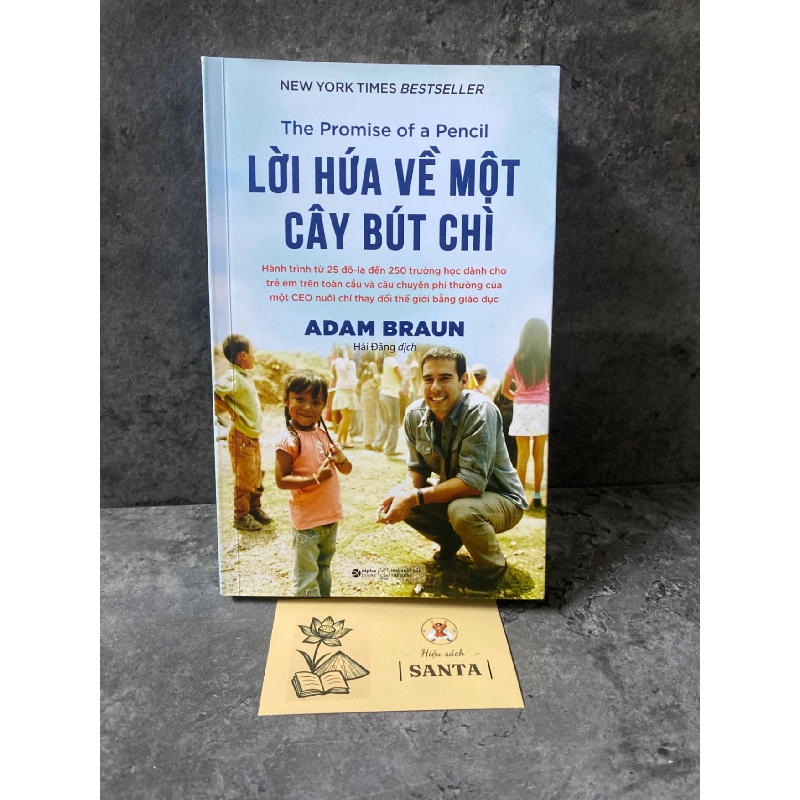 NEW YORK TIMES BESTSELLER
The Promise of a Pencil
LỜI HỨA VỀ MỘT
CÂY BÚT CHÌ
Hành trình từ 25 đô-la đến 250 trường học dành cho
trẻ em trên toàn cầu và câu chuyện phi thường của
một CEO nuôi chí thay đổi thế giới bằng giáo dục
ADAM BRAUN
Hải Đăng dịch
alpha
books
Hiệu sách
SANTA